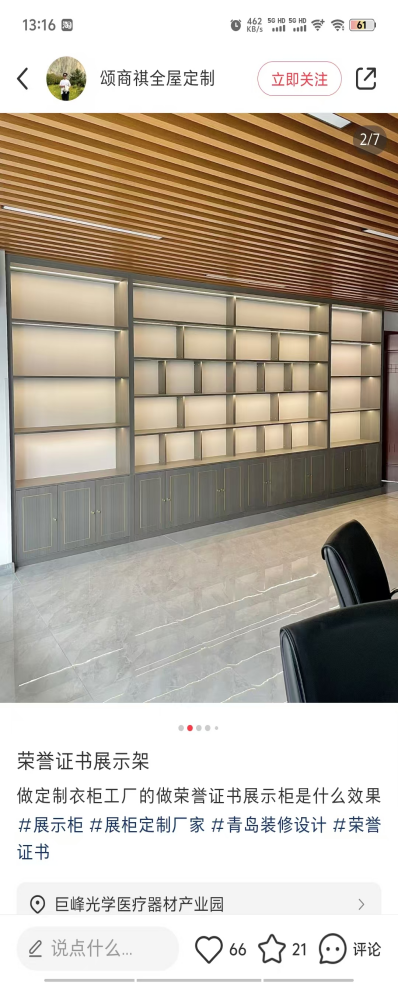 13:16 淘 462 KB/s 5G HD 5G HD 61
颂商祺全屋定制 立即关注
2/7
荣誉证书展示架
做定制衣柜工厂的做荣誉证书展示柜是什么效果
#展示柜 #展柜定制厂家 #青岛装修设计 #荣誉
证书
巨峰光学医疗器材产业园
说点什么... 66 21 评论